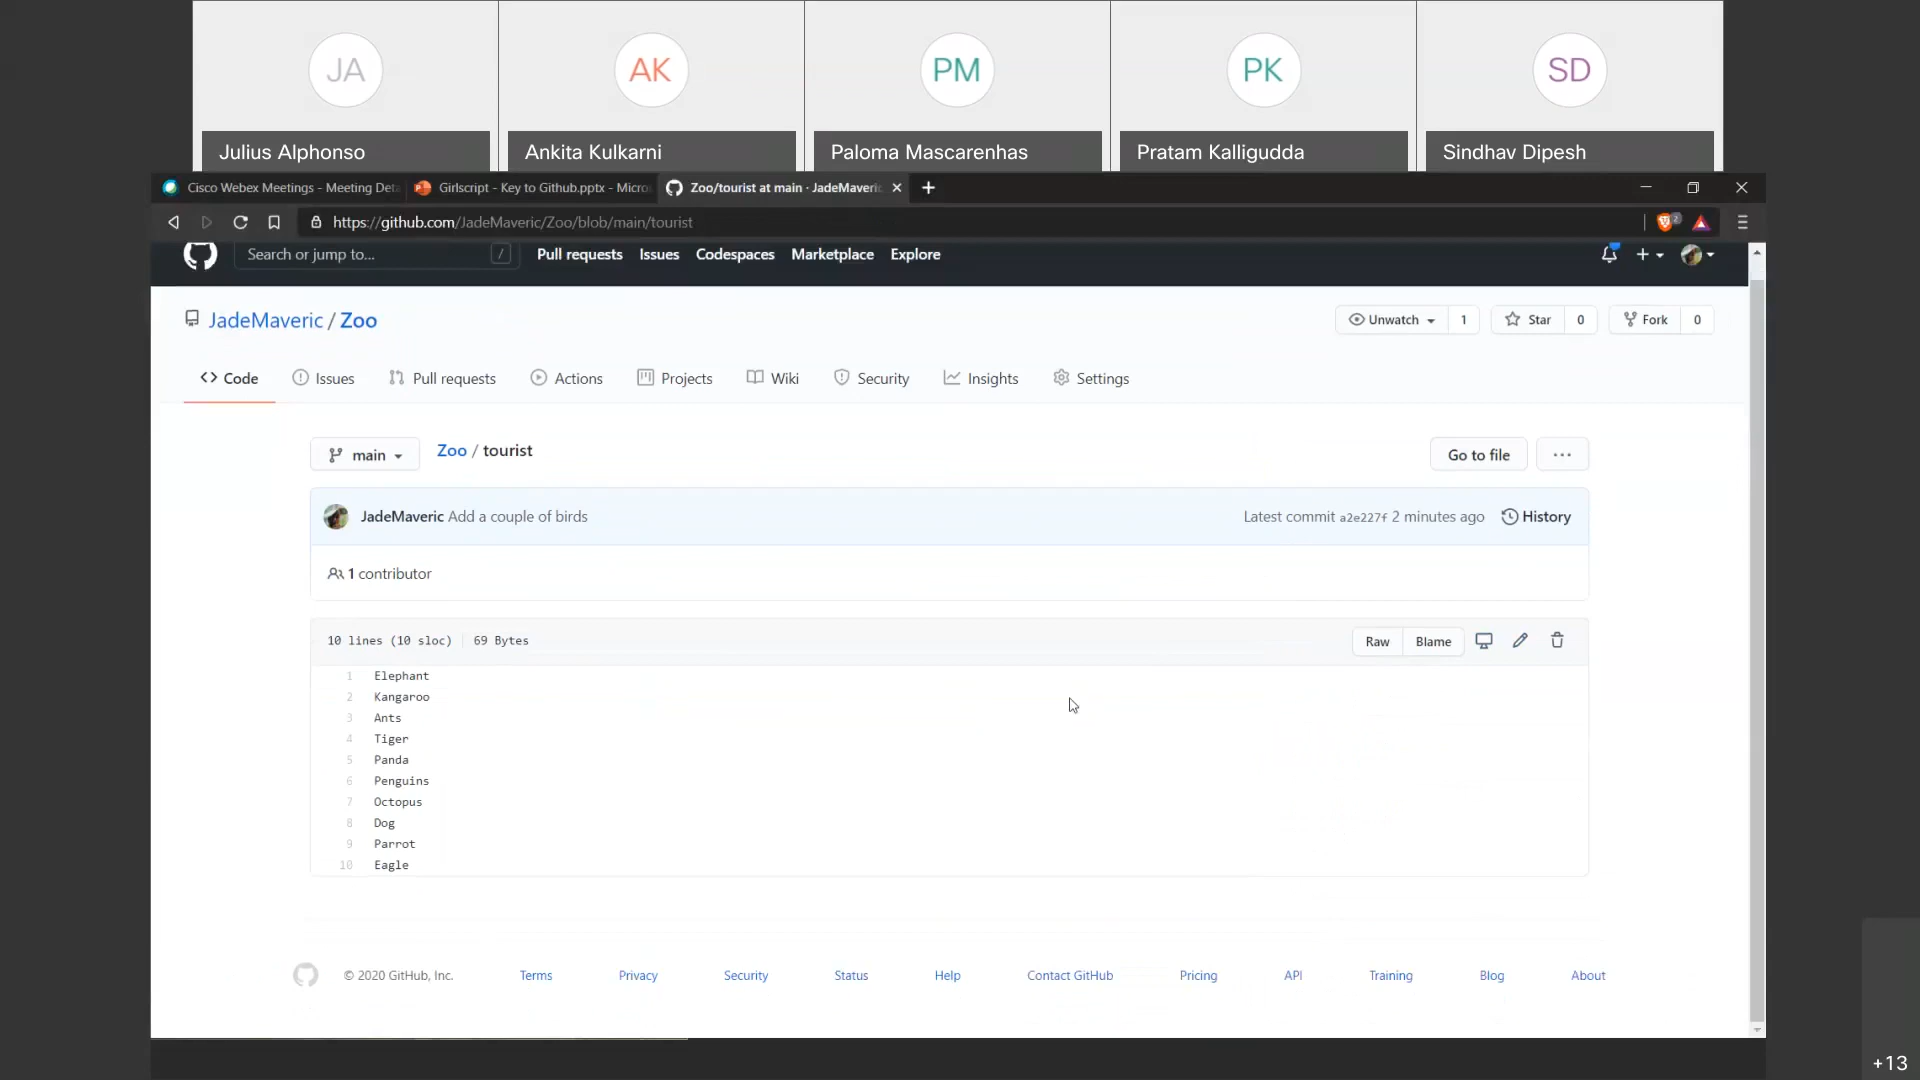 JA AK PM PK SD
Julius Alphonso Ankita Kulkarni Paloma Mascarenhas Pratam Kalligudda Sindhav Dipesh
Cisco Webex Meetings - Meeting Deta Girlscript - Key to Github.pptx - Micro Zoo/tourist at main · JadeMaveric
https://github.com/JadeMaveric/Zoo/blob/main/tourist 2
Search or jump to... / Pull requests Issues Codespaces Marketplace Explore
JadeMaveric / Zoo Unwatch 1 Star 0 Fork 0
Code Issues Pull requests Actions Projects Wiki Security Insights Settings
main Zoo / tourist Go to file ...
JadeMaveric Add a couple of birds Latest commit a2e227f 2 minutes ago History
1 contributor
10 lines (10 sloc) 69 Bytes Raw Blame
1 Elephant
2 Kangaroo
3 Ants
4 Tiger
5 Panda
6 Penguins
7 Octopus
8 Dog
9 Parrot
10 Eagle
© 2020 GitHub, Inc. Terms Privacy Security Status Help Contact GitHub Pricing API Training Blog About
+13